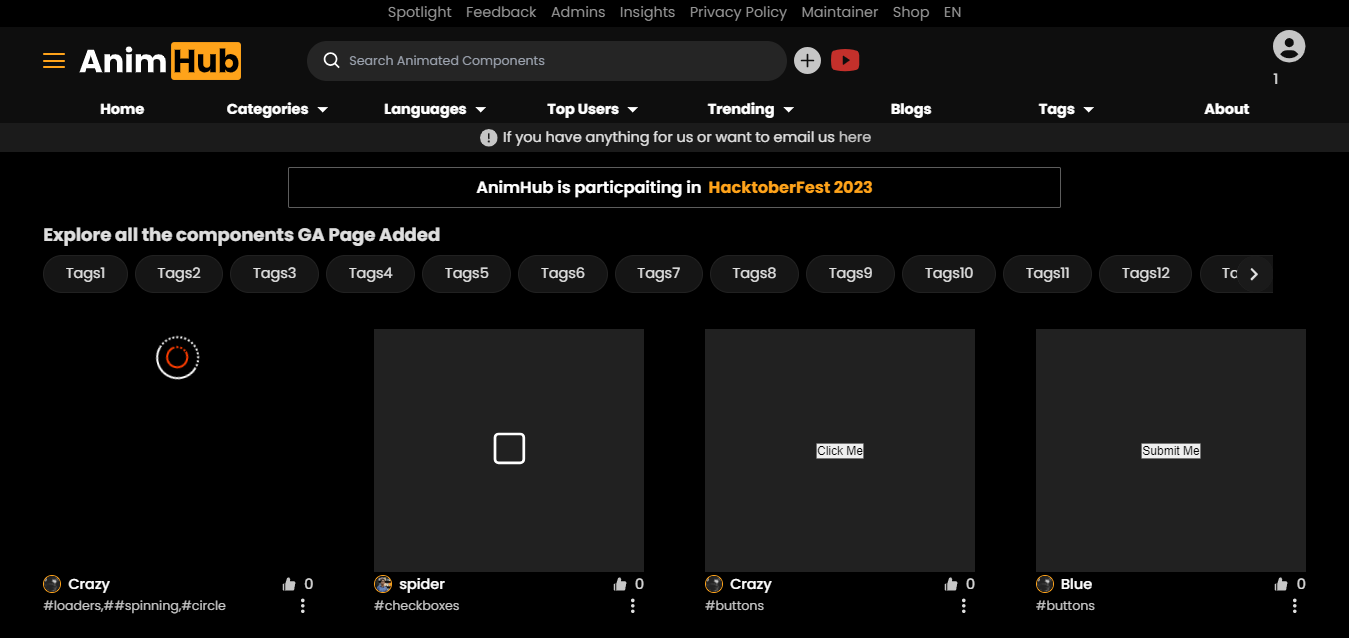 Spotlight Feedback Admins Insights Privacy Policy Maintainer Shop EN
Anim Hub
Search Animated Components
1
Home Categories Languages Top Users Trending Blogs Tags About
If you have anything for us or want to email us here
AnimHub is particpaiting in HacktoberFest 2023
Explore all the components GA Page Added
Tags1 Tags2 Tags3 Tags4 Tags5 Tags6 Tags7 Tags8 Tags9 Tags10 Tags11 Tags12
Click Me Submit Me
Crazy 0 spider 0 Crazy 0 Blue 0
#loaders,##spinning,#circle #checkboxes #buttons #buttons